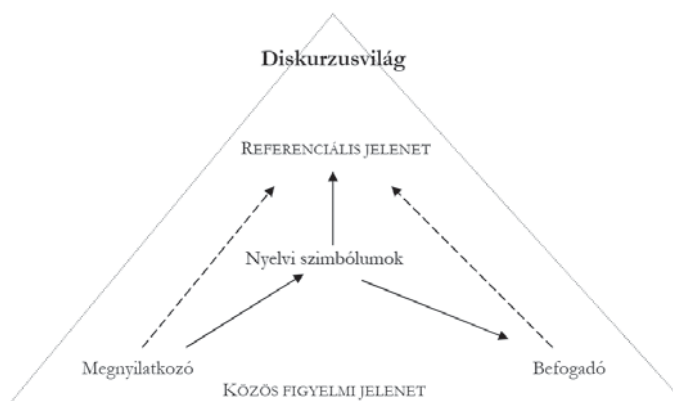 Diskurzusvilág
REFERENCIÁLIS JELENET
Nyelvi szimbólumok
Megnyilatkozó
Befogadó
KÖZÖS FIGYELMI JELENET